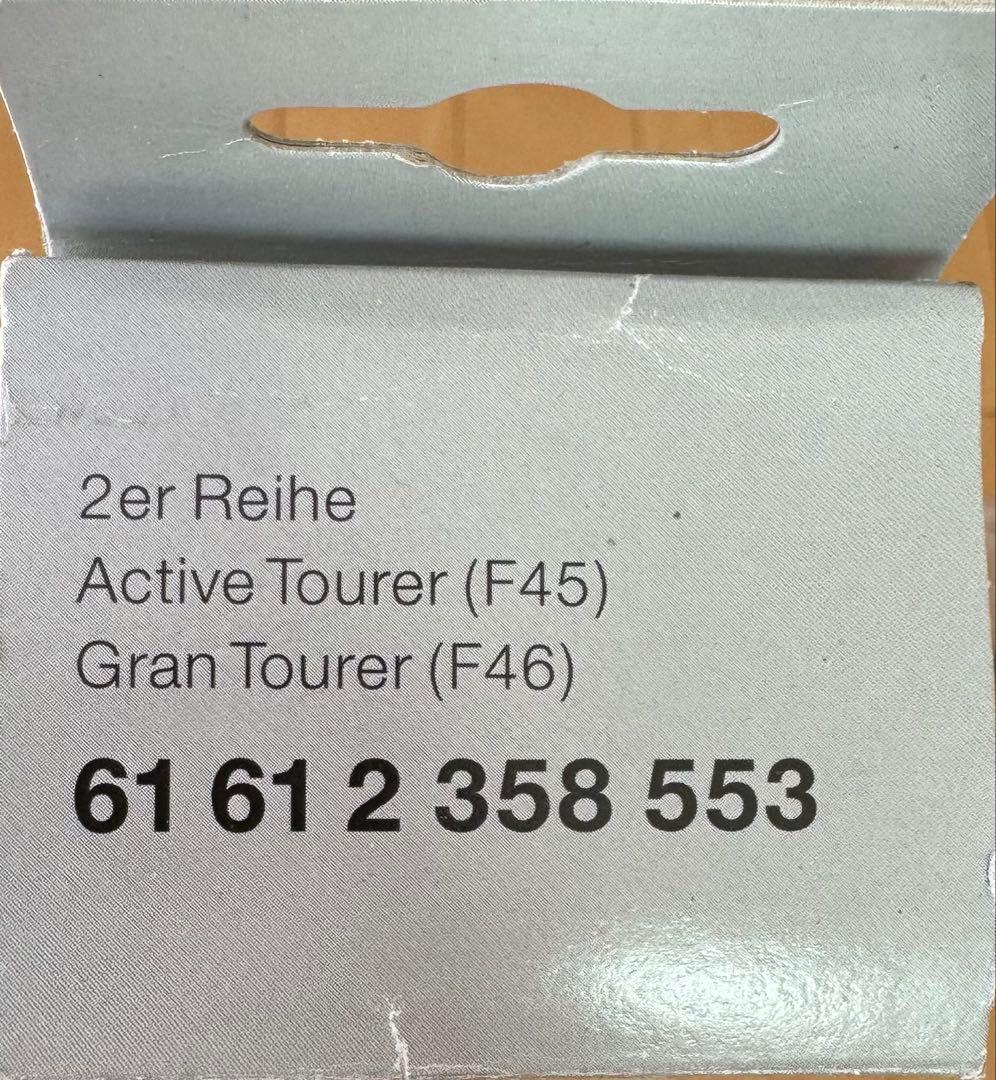 2er Reihe
Active Tourer (F45)
Gran Tourer (F46)
61 61 2 358 553